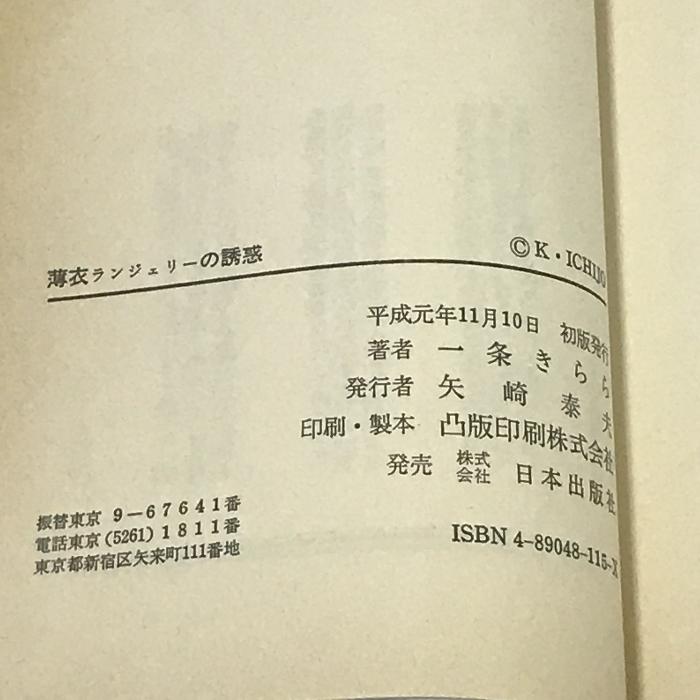 薄衣ランジェリーの誘惑
© K・ICHIJO
平成元年11月10日 初版発行
著者 一条きらら
発行者 矢崎泰夫
印刷・製本 凸版印刷株式会社
発売 株式会社 日本出版社
振替東京 9－67641番
電話東京(5261)1811番
東京都新宿区矢来町111番地
ISBN 4-89048-115-X